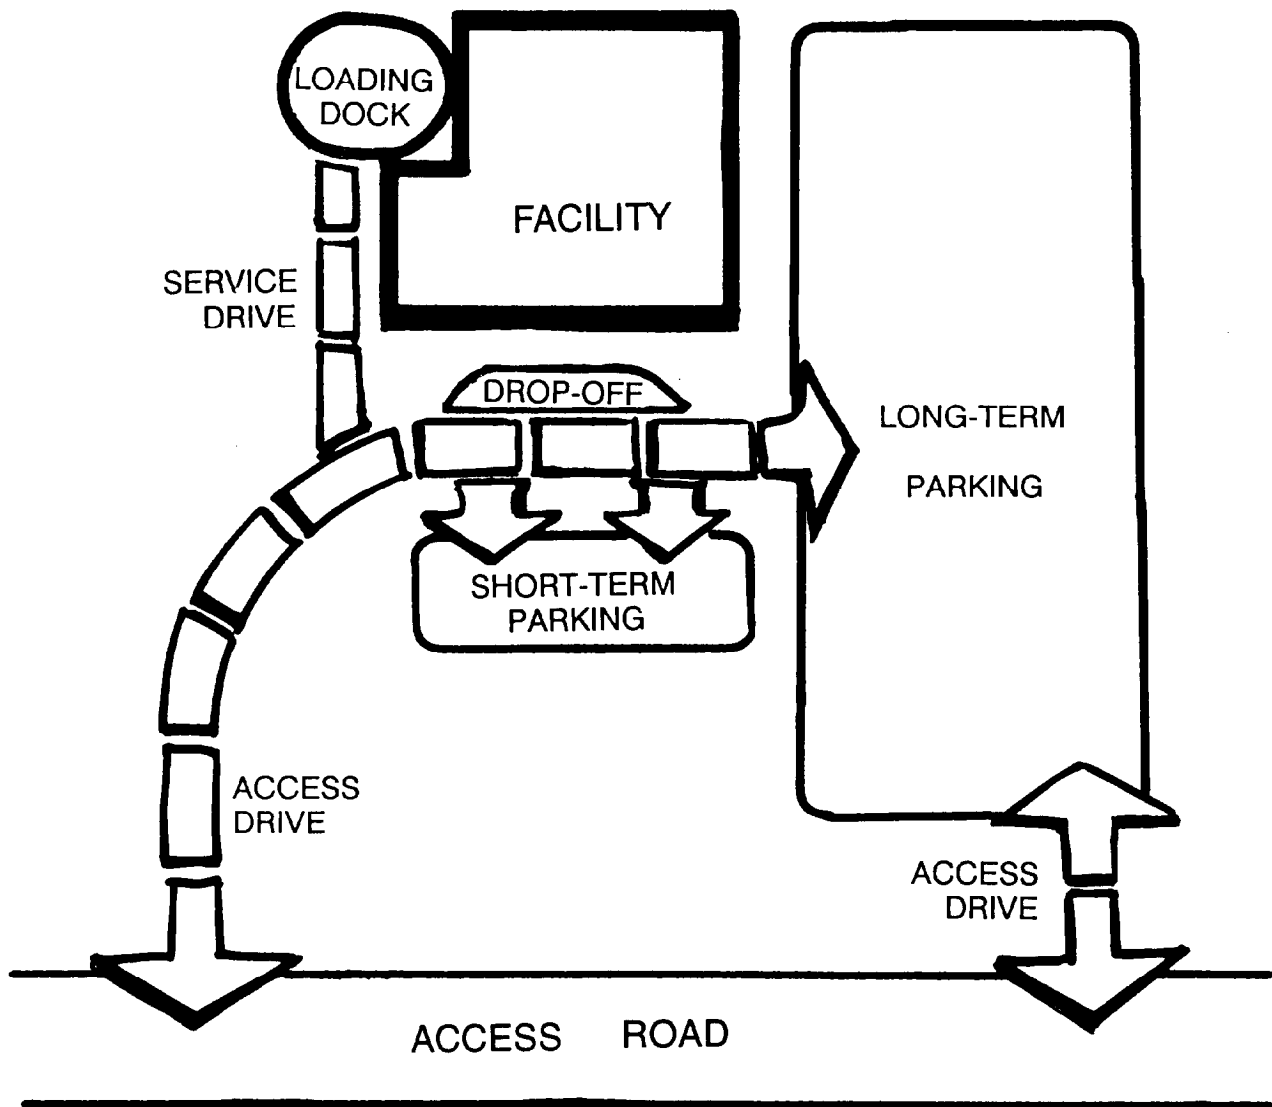 LOADING
DOCK
FACILITY
SERVICE
DRIVE
DROP-OFF
LONG-TERM
PARKING
SHORT-TERM
PARKING
ACCESS
DRIVE
ACCESS
DRIVE
ACCESS ROAD